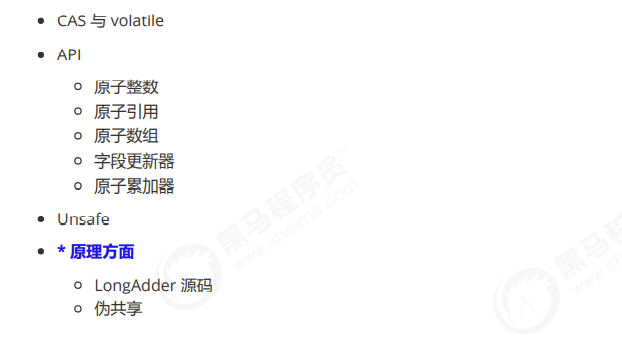 CAS 与 volatile
API
原子整数
原子引用
原子数组
字段更新器
原子累加器
Unsafe
* 原理方面
LongAdder 源码
伪共享
黑马程序员
www.itheima.com
黑马程序员
www.itheima.com